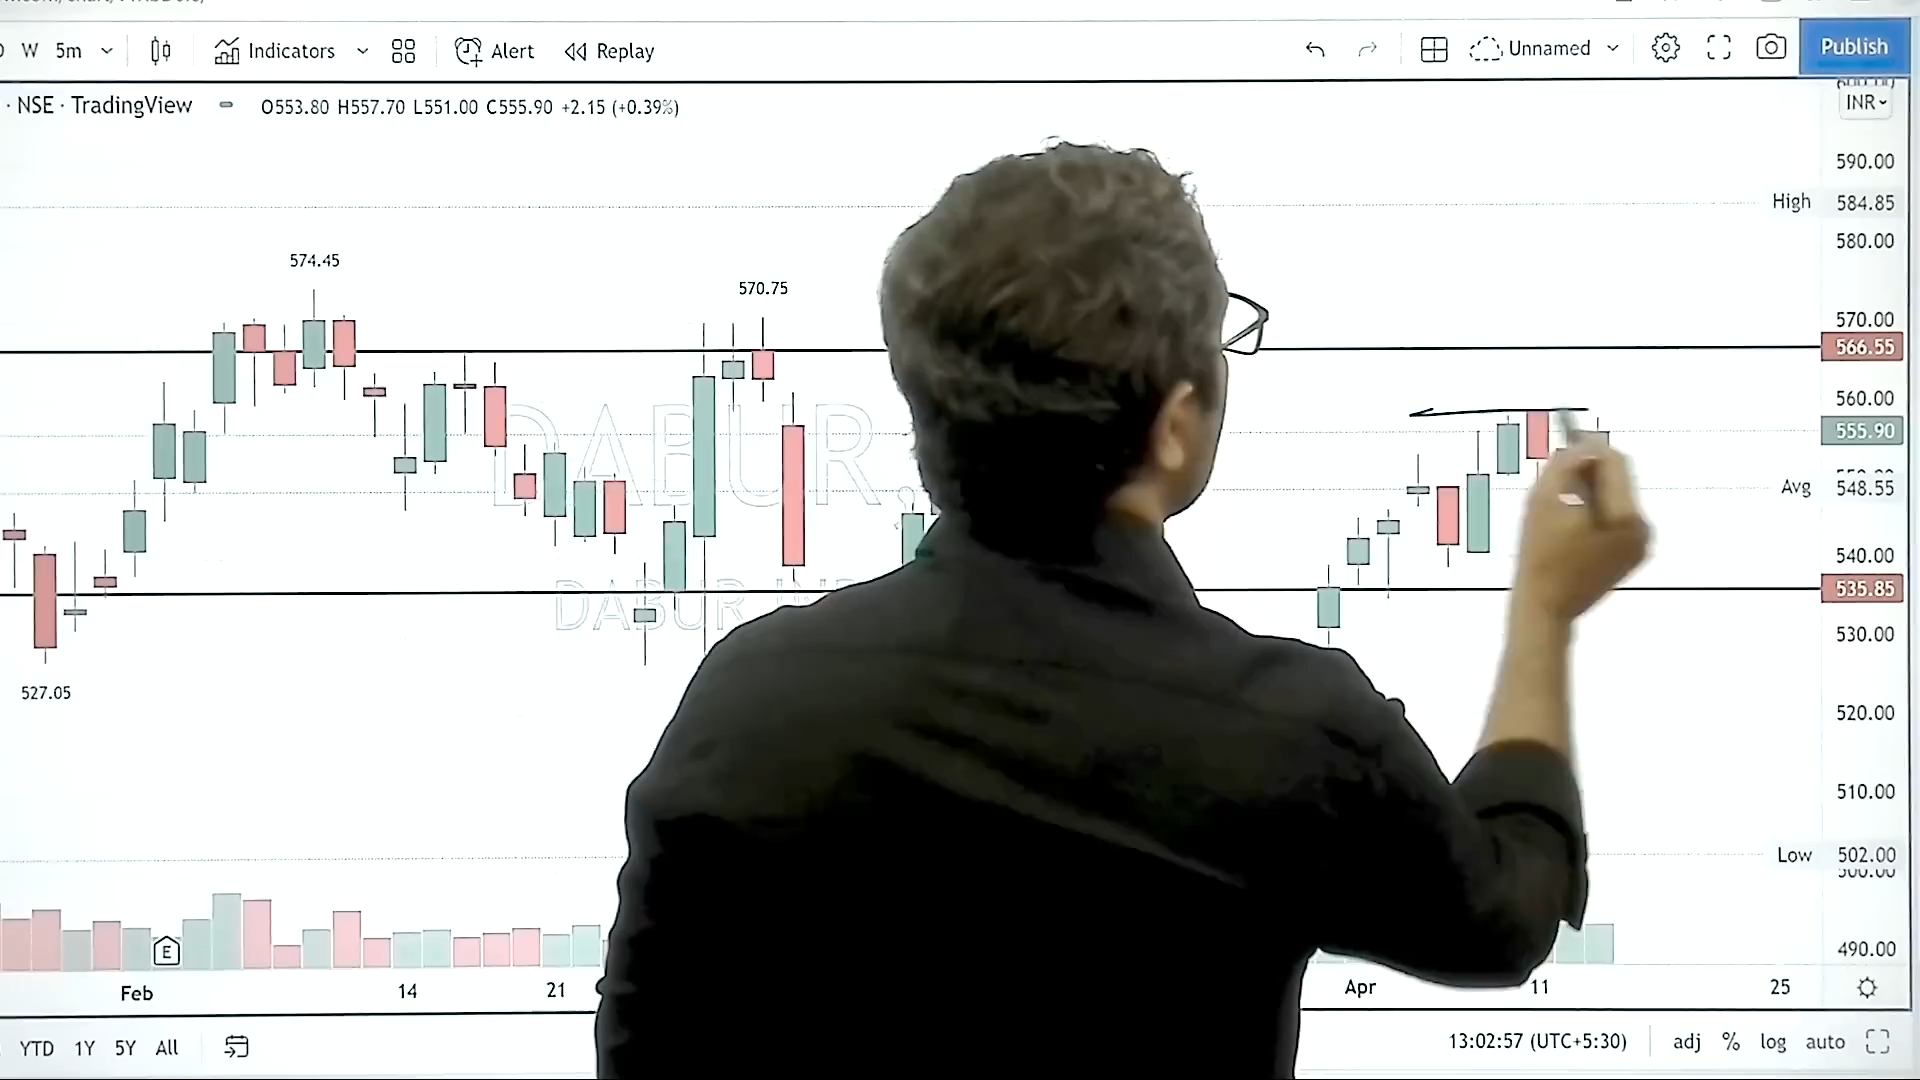 W 5m Indicators Alert Replay Unnamed Publish
· NSE · TradingView O553.80 H557.70 L551.00 C555.90 +2.15 (+0.39%) INR
590.00
High 584.85
580.00
574.45
570.75
570.00
566.55
560.00
DABUR,
555.90
Avg 548.55
540.00
535.85
DABUR
530.00
527.05
520.00
510.00
Low 502.00
500.00
E
490.00
Feb 14 21 Apr 11 25
YTD 1Y 5Y All 13:02:57 (UTC+5:30) adj % log auto